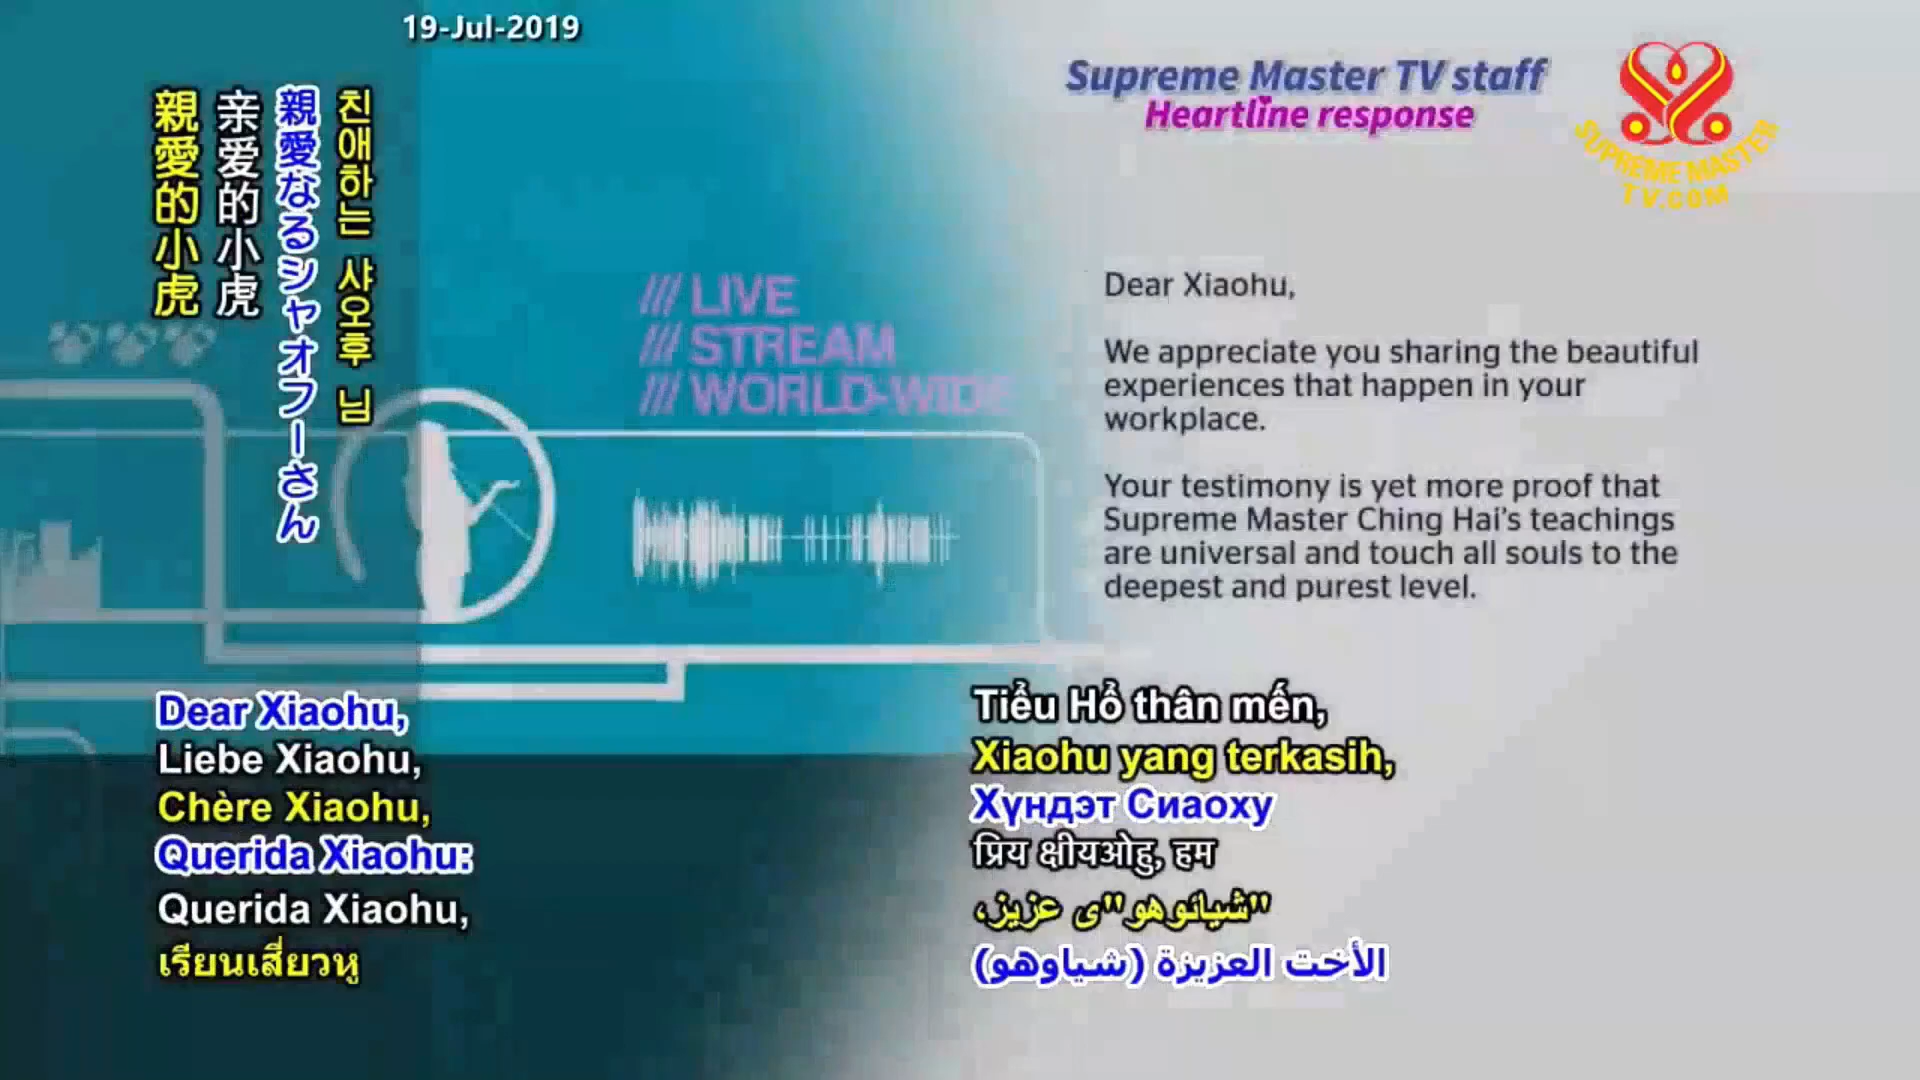 19-Jul-2019
Supreme Master TV staff
Heartline response
SUPREME MASTER
TV.COM
親愛的小虎
亲爱的小虎
親愛なるシャオフーさん
친애하는 샤오후 님
/// LIVE
/// STREAM
/// WORLD-WIDE
Dear Xiaohu,
We appreciate you sharing the beautiful
experiences that happen in your
workplace.
Your testimony is yet more proof that
Supreme Master Ching Hai's teachings
are universal and touch all souls to the
deepest and purest level.
Dear Xiaohu,
Liebe Xiaohu,
Chère Xiaohu,
Querida Xiaohu:
Querida Xiaohu,
เรียนเสี่ยวหู
Tiểu Hổ thân mến,
Xiaohu yang terkasih,
Хүндэт Сиаоху
प्रिय क्षीयओहु, हम
"شیائوهو"ی عزیز،
الأخت العزيزة (شياوهو)